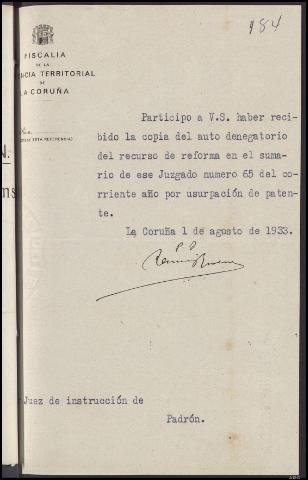 184
FISCALIA
DE LA
NCIA TERRITORIAL
DE
LA CORUÑA
Participo a V.S. haber reci-
bido la copia del auto denegatorio
del recurso de reforma en el suma-
rio de ese Juzgado numero 65 del co-
rriente año por usurpación de paten-
te.
La Coruña 1 de agosto de 1933.
Juez de instrucción de
Padrón.